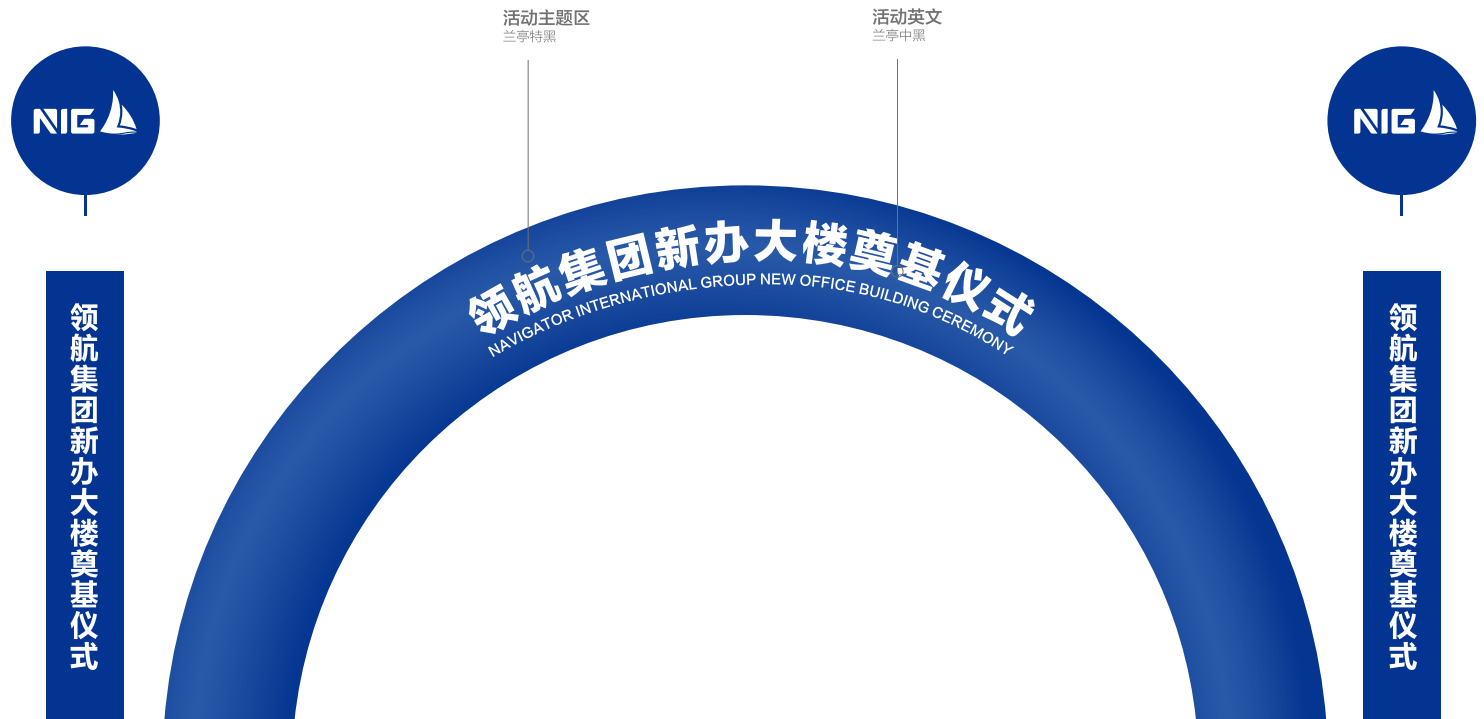 活动主题区
兰亭特黑
活动英文
兰亭中黑
NIG
NIG
领航集团新办大楼奠基仪式
NAVIGATOR INTERNATIONAL GROUP NEW OFFICE BUILDING CEREMONY
领航集团新办大楼奠基仪式
领航集团新办大楼奠基仪式